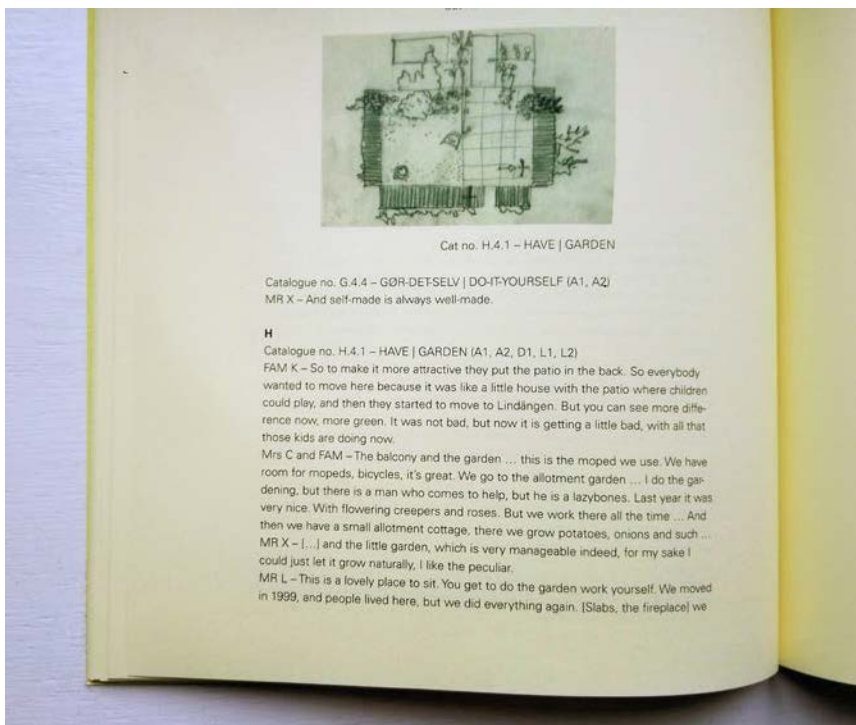 Cat no. H.4.1 – HAVE | GARDEN
Catalogue no. G.4.4 – GØR-DET-SELV | DO-IT-YOURSELF (A1, A2)
MR X – And self-made is always well-made.
H
Catalogue no. H.4.1 – HAVE | GARDEN (A1, A2, D1, L1, L2)
FAM K – So to make it more attractive they put the patio in the back. So everybody
wanted to move here because it was like a little house with the patio where children
could play, and then they started to move to Lindängen. But you can see more diffe-
rence now, more green. It was not bad, but now it is getting a little bad, with all that
those kids are doing now.
Mrs C and FAM – The balcony and the garden ... this is the moped we use. We have
room for mopeds, bicycles, it's great. We go to the allotment garden ... I do the gar-
dening, but there is a man who comes to help, but he is a lazybones. Last year it was
very nice. With flowering creepers and roses. But we work there all the time ... And
then we have a small allotment cottage, there we grow potatoes, onions and such ...
MR X – [...] and the little garden, which is very manageable indeed, for my sake I
could just let it grow naturally, I like the peculiar.
MR L – This is a lovely place to sit. You get to do the garden work yourself. We moved
in 1999, and people lived here, but we did everything again. [Slabs, the fireplace] we